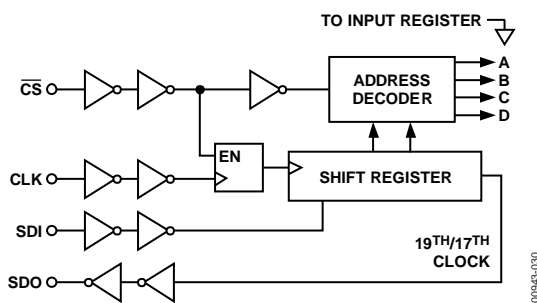 TO INPUT REGISTER
CS
ADDRESS
DECODER
A
B
C
D
EN
CLK
SHIFT REGISTER
SDI
19TH/17TH
CLOCK
SDO
00943-030